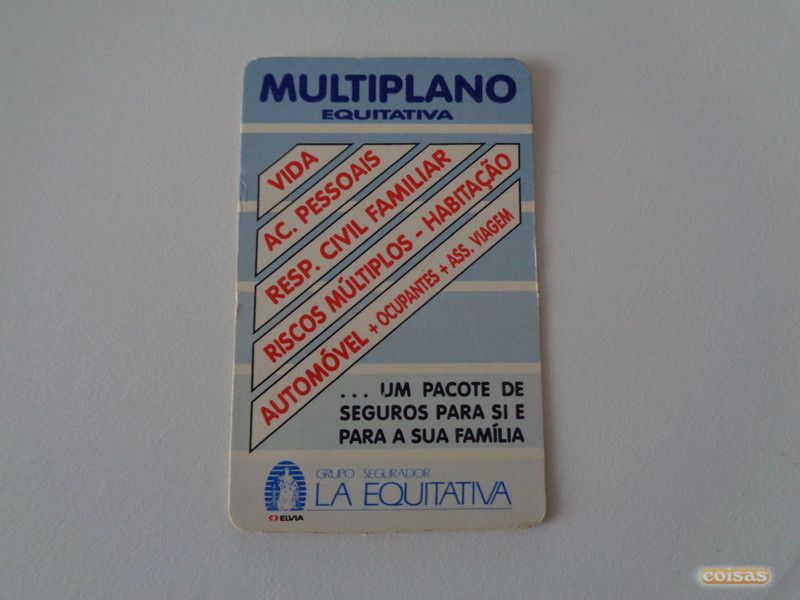 MULTIPLANO
EQUITATIVA
VIDA
AC. PESSOAIS
RESP. CIVIL FAMILIAR
RISCOS MÚLTIPLOS - HABITAÇÃO
AUTOMÓVEL + OCUPANTES + ASS. VIAGEM
... UM PACOTE DE
SEGUROS PARA SI E
PARA A SUA FAMÍLIA
GRUPO SEGURADOR
LA EQUITATIVA
ELVIA
coisas